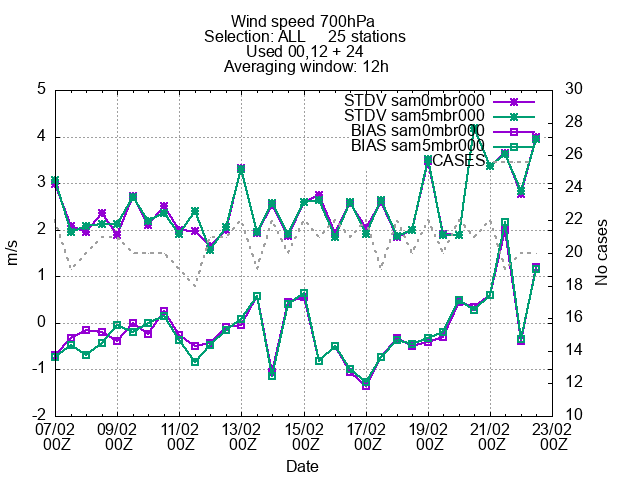 Wind speed 700hPa
Selection: ALL 25 stations
Used 00,12 + 24
Averaging window: 12h
5 30
STDV sam0mbr000
STDV sam5mbr000
BIAS sam0mbr000
BIAS sam5mbr000
CASES
28
4
26
3 24
22
2
20
1 18
0 16
14
-1
12
-2 10
m/s
No cases
07/02 09/02 11/02 13/02 15/02 17/02 19/02 21/02 23/02
00Z 00Z 00Z 00Z 00Z 00Z 00Z 00Z 00Z
Date